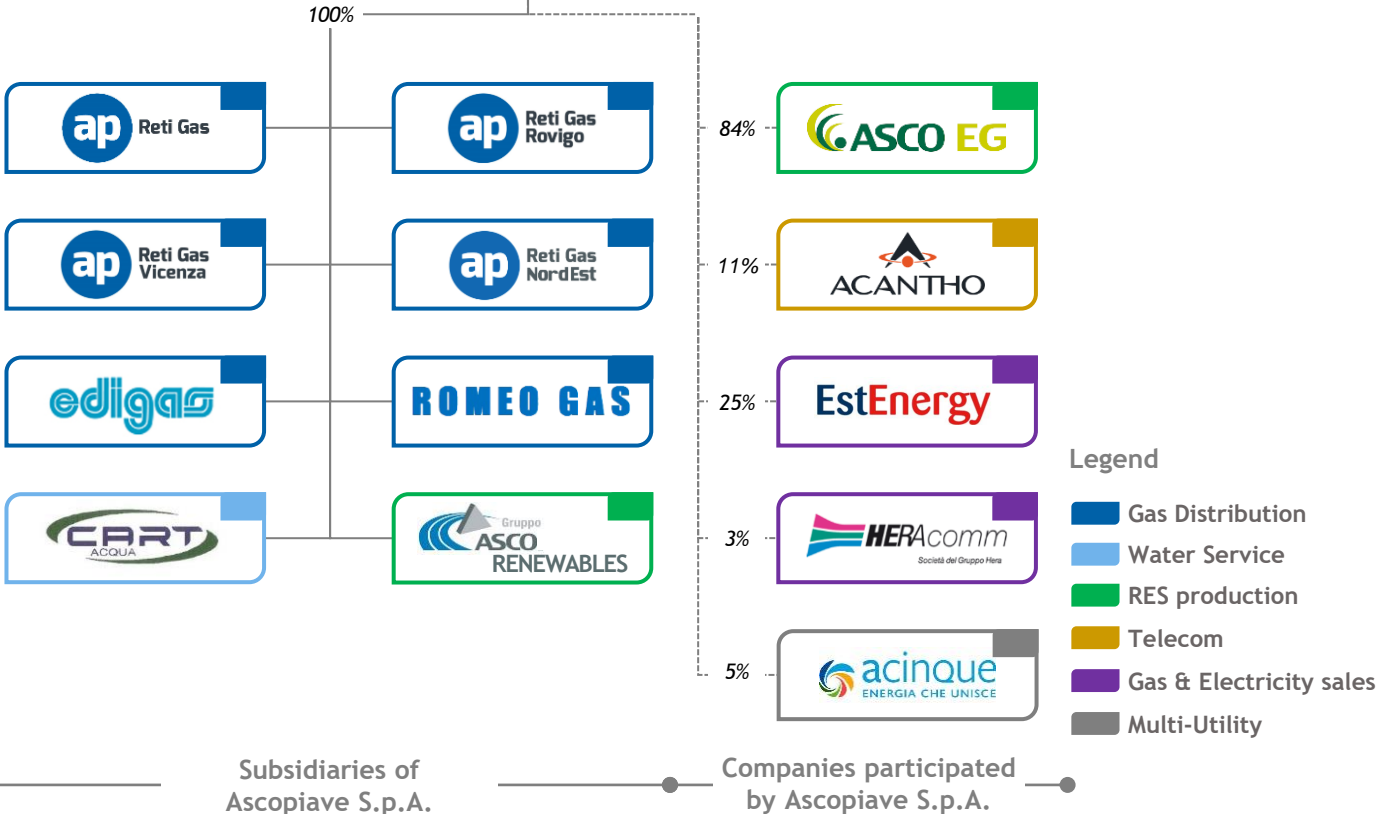 100%
ap Reti Gas
ap Reti Gas
Rovigo
84%
ASCO EG
ap Reti Gas
Vicenza
ap Reti Gas
NordEst
11%
ACANTHO
edigas
ROMEO GAS
25%
EstEnergy
CART
ACQUA
Gruppo
ASCO
RENEWABLES
3%
HERAcomm
Società del Gruppo Hera
5%
acinque
ENERGIA CHE UNISCE
Legend
Gas Distribution
Water Service
RES production
Telecom
Gas & Electricity sales
Multi-Utility
Subsidiaries of
Ascopiave S.p.A.
Companies participated
by Ascopiave S.p.A.